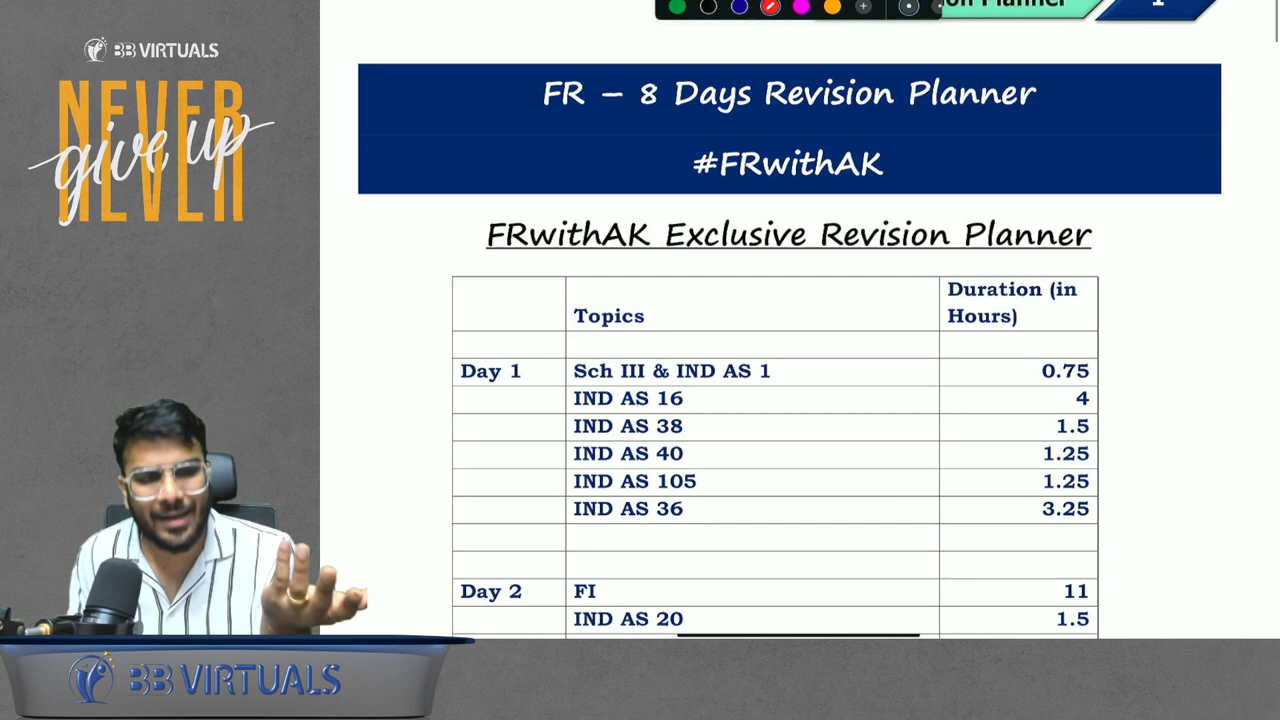 on Planner 1
BB VIRTUALS
NEVER
give up
NEVER
FR – 8 Days Revision Planner
#FRwithAK
FRwithAK Exclusive Revision Planner
Topics Duration (in Hours)
Day 1 Sch III & IND AS 1 0.75
IND AS 16 4
IND AS 38 1.5
IND AS 40 1.25
IND AS 105 1.25
IND AS 36 3.25
Day 2 FI 11
IND AS 20 1.5
BB VIRTUALS